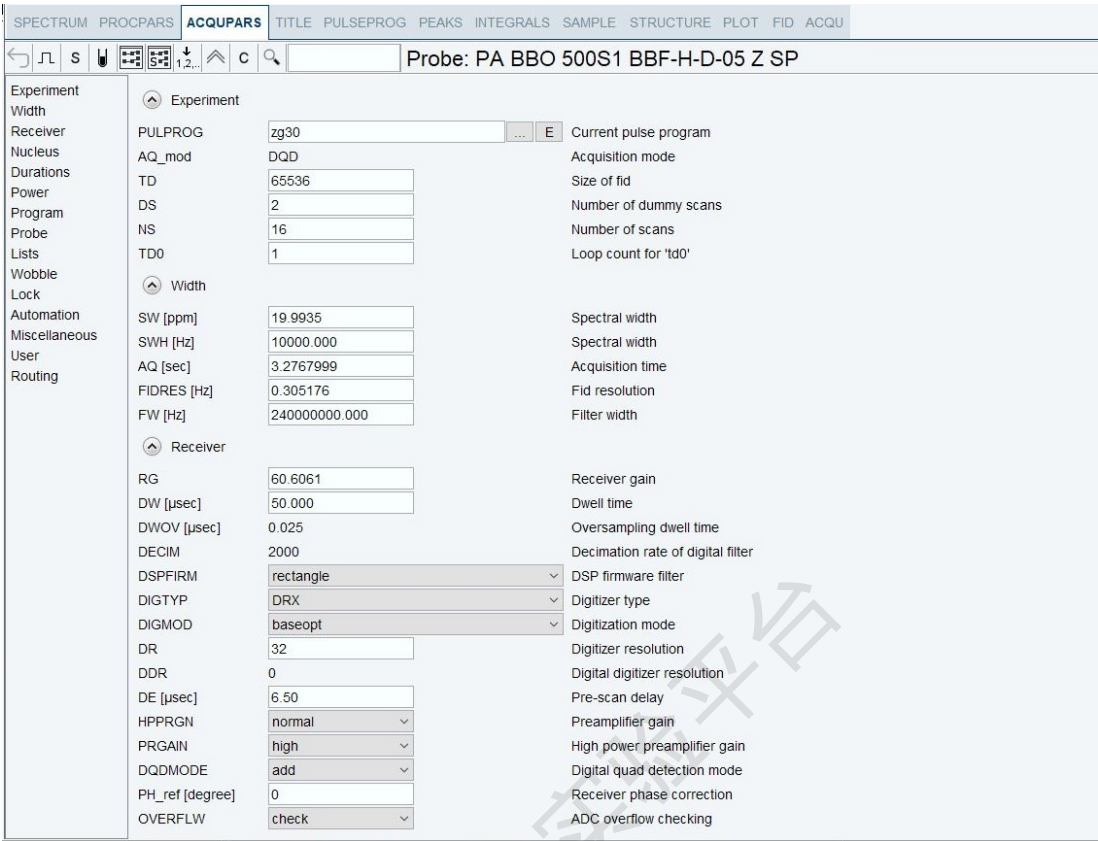 SPECTRUM PROCPARS ACQUPARS TITLE PULSEPROG PEAKS INTEGRALS SAMPLE STRUCTURE PLOT FID ACQU
S 1,2,.. C Probe: PA BBO 500S1 BBF-H-D-05 Z SP
Experiment
Width
Receiver
Nucleus
Durations
Power
Program
Probe
Lists
Wobble
Lock
Automation
Miscellaneous
User
Routing
Experiment
PULPROG zg30 ... E Current pulse program
AQ_mod DQD Acquisition mode
TD 65536 Size of fid
DS 2 Number of dummy scans
NS 16 Number of scans
TD0 1 Loop count for 'td0'
Width
SW [ppm] 19.9935 Spectral width
SWH [Hz] 10000.000 Spectral width
AQ [sec] 3.2767999 Acquisition time
FIDRES [Hz] 0.305176 Fid resolution
FW [Hz] 240000000.000 Filter width
Receiver
RG 60.6061 Receiver gain
DW [µsec] 50.000 Dwell time
DWOV [µsec] 0.025 Oversampling dwell time
DECIM 2000 Decimation rate of digital filter
DSPFIRM rectangle DSP firmware filter
DIGTYP DRX Digitizer type
DIGMOD baseopt Digitization mode
DR 32 Digitizer resolution
DDR 0 Digital digitizer resolution
DE [µsec] 6.50 Pre-scan delay
HPPRGN normal Preamplifier gain
PRGAIN high High power preamplifier gain
DQDMODE add Digital quad detection mode
PH_ref [degree] 0 Receiver phase correction
OVERFLW check ADC overflow checking
实验平台